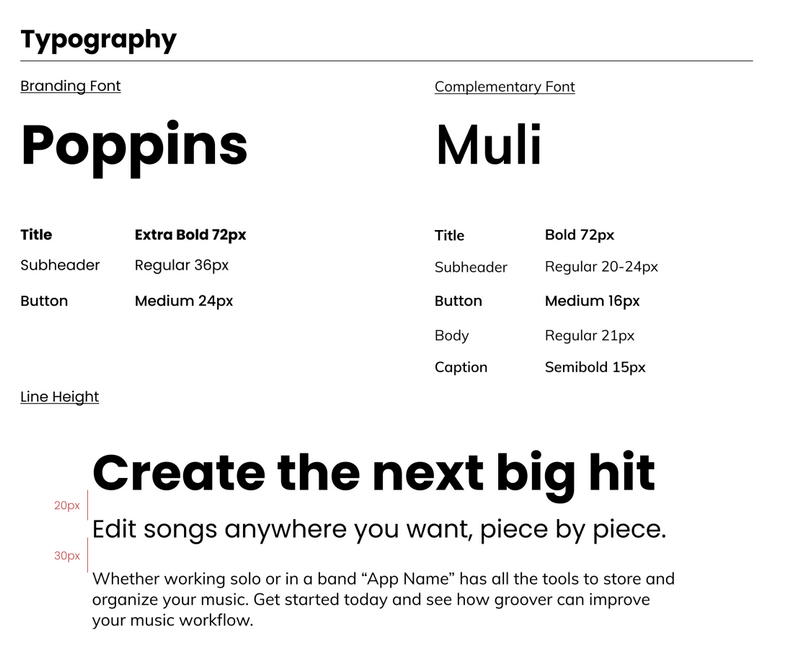 Typography
Branding Font
Poppins
Title Extra Bold 72px
Subheader Regular 36px
Button Medium 24px
Complementary Font
Muli
Title Bold 72px
Subheader Regular 20-24px
Button Medium 16px
Body Regular 21px
Caption Semibold 15px
Line Height
Create the next big hit
20px
Edit songs anywhere you want, piece by piece.
30px
Whether working solo or in a band “App Name” has all the tools to store and
organize your music. Get started today and see how groover can improve
your music workflow.